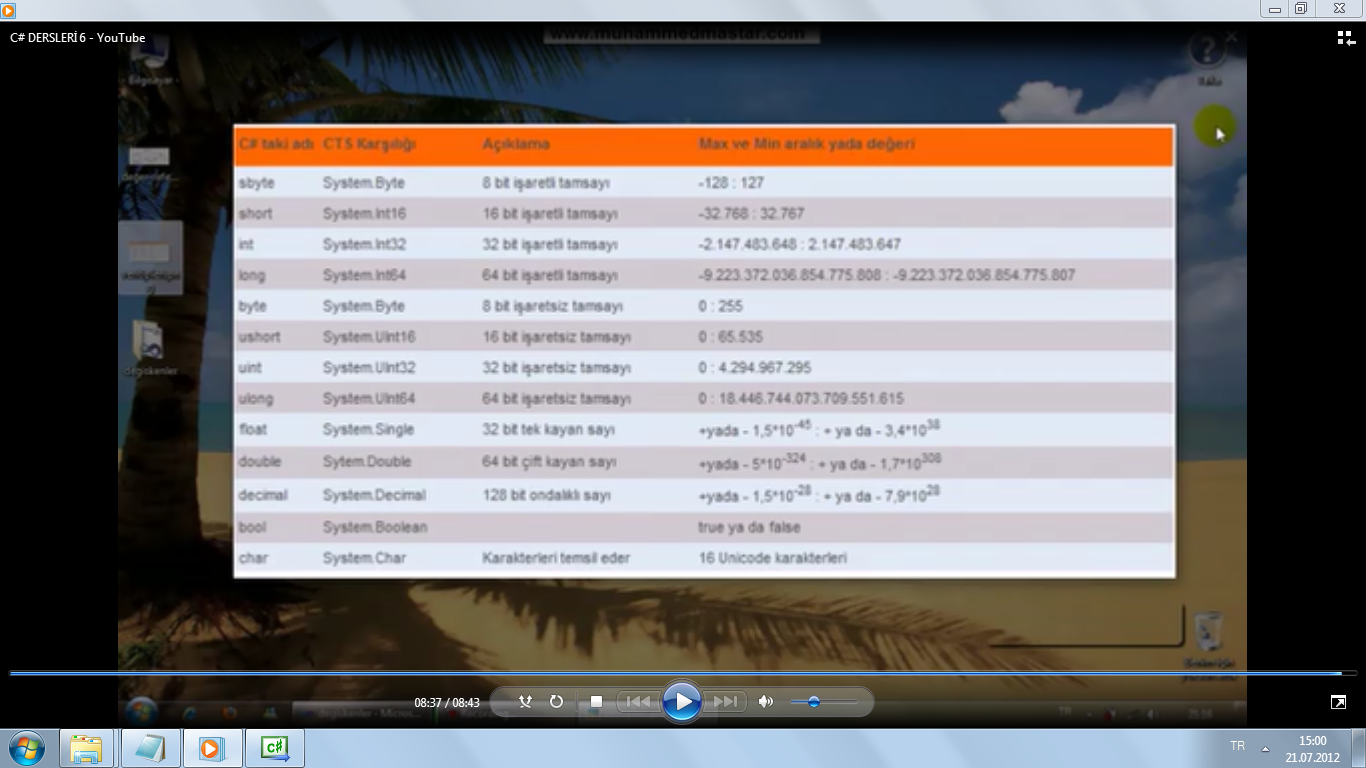 C# DERSLERİ 6 - YouTube
www.muhammedmastar.com
Bilgisayar
C# taki adı CTS Karşılığı Açıklama Max ve Min aralık yada değeri
sbyte System.Byte 8 bit işaretli tamsayı -128 : 127
short System.Int16 16 bit işaretli tamsayı -32.768 : 32.767
int System.Int32 32 bit işaretli tamsayı -2.147.483.648 : 2.147.483.647
long System.Int64 64 bit işaretli tamsayı -9.223.372.036.854.775.808 : -9.223.372.036.854.775.807
byte System.Byte 8 bit işaretsiz tamsayı 0 : 255
ushort System.UInt16 16 bit işaretsiz tamsayı 0 : 65.535
uint System.UInt32 32 bit işaretsiz tamsayı 0 : 4.294.967.295
ulong System.UInt64 64 bit işaretsiz tamsayı 0 : 18.446.744.073.709.551.615
float System.Single 32 bit tek kayan sayı +yada - 1,5*10^-45 : + ya da - 3,4*10^38
double Sytem.Double 64 bit çift kayan sayı +yada - 5*10^-324 : + ya da - 1,7*10^308
decimal System.Decimal 128 bit ondalıklı sayı +yada - 1,5*10^-28 : + ya da - 7,9*10^28
bool System.Boolean true ya da false
char System.Char Karakterleri temsil eder 16 Unicode karakterleri
degiskenler
08:37 / 08:43
degiskenler - Micros...
TR
C#
TR
15:00
21.07.2012